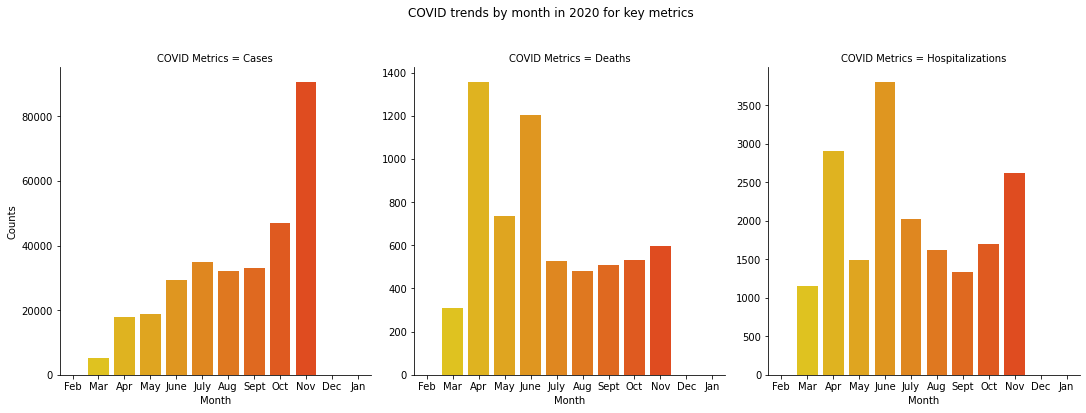 COVID trends by month in 2020 for key metrics
COVID Metrics = Cases
COVID Metrics = Deaths
COVID Metrics = Hospitalizations
Counts
80000
60000
40000
20000
0
Feb Mar Apr May June July Aug Sept Oct Nov Dec Jan
Month
1400
1200
1000
800
600
400
200
0
Feb Mar Apr May June July Aug Sept Oct Nov Dec Jan
Month
3500
3000
2500
2000
1500
1000
500
0
Feb Mar Apr May June July Aug Sept Oct Nov Dec Jan
Month